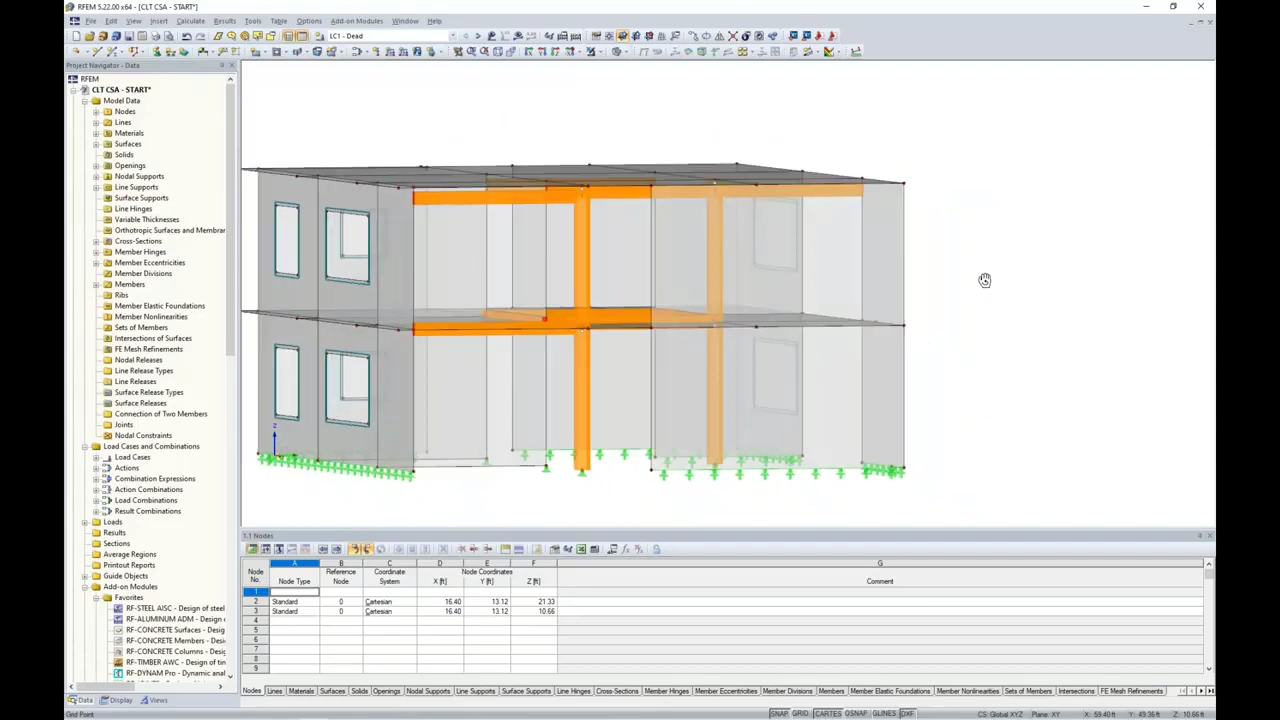 RFEM 5.22.00 x64 - [CLT CSA - START*]
File Edit View Insert Calculate Results Tools Table Options Add-on Modules Window Help
LC1 - Dead
Project Navigator - Data
RFEM
CLT CSA - START*
Model Data
Nodes
Lines
Materials
Surfaces
Solids
Openings
Nodal Supports
Line Supports
Surface Supports
Line Hinges
Variable Thicknesses
Orthotropic Surfaces and Membra
Cross-Sections
Member Hinges
Member Eccentricities
Member Divisions
Members
Ribs
Member Elastic Foundations
Member Nonlinearities
Sets of Members
Intersections of Surfaces
FE Mesh Refinements
Nodal Releases
Line Release Types
Line Releases
Surface Release Types
Surface Releases
Connection of Two Members
Joints
Nodal Constraints
Load Cases and Combinations
Load Cases
Actions
Combination Expressions
Action Combinations
Load Combinations
Result Combinations
Loads
Results
Sections
Average Regions
Printout Reports
Guide Objects
Add-on Modules
Favorites
RF-STEEL AISC - Design of steel
RF-ALUMINUM ADM - Design o
RF-CONCRETE Surfaces - Design
RF-CONCRETE Members - Desi
RF-CONCRETE Columns - Desig
RF-TIMBER AWC - Design of tin
RF-DYNAM Pro - Dynamic anal
Data Display Views
Z
1.1 Nodes
A B C D E F G
Node No. Node Type Reference Node Coordinate System Node Coordinates X [ft] Y [ft] Z [ft] Comment
1
2 Standard 0 Cartesian 16.40 13.12 21.33
3 Standard 0 Cartesian 16.40 13.12 10.66
4
5
6
7
8
9
Nodes Lines Materials Surfaces Solids Openings Nodal Supports Line Supports Surface Supports Line Hinges Cross-Sections Member Hinges Member Eccentricities Member Divisions Members Member Elastic Foundations Member Nonlinearities Sets of Members Intersections FE Mesh Refinements
Grid Point
SNAP GRID CARTES OSNAP GLINES DXF CS: Global XYZ Plane: XY X: 59.40 ft Y: 49.36 ft Z: 10.66 ft